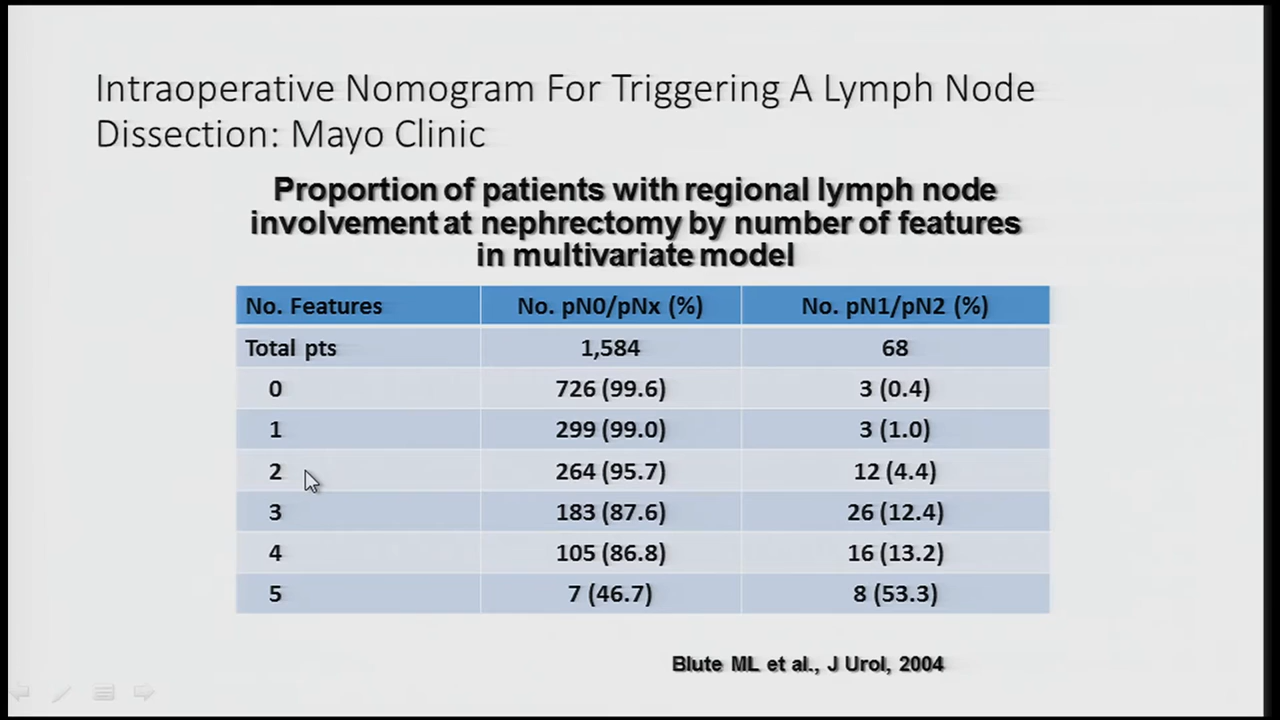 Intraoperative Nomogram For Triggering A Lymph Node
Dissection: Mayo Clinic
Proportion of patients with regional lymph node
involvement at nephrectomy by number of features
in multivariate model
No. Features No. pN0/pNx (%) No. pN1/pN2 (%)
Total pts 1,584 68
0 726 (99.6) 3 (0.4)
1 299 (99.0) 3 (1.0)
2 264 (95.7) 12 (4.4)
3 183 (87.6) 26 (12.4)
4 105 (86.8) 16 (13.2)
5 7 (46.7) 8 (53.3)
Blute ML et al., J Urol, 2004